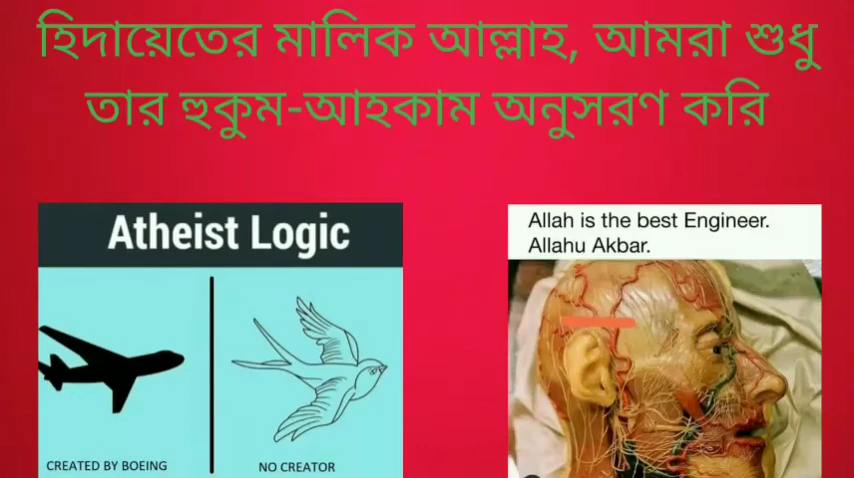 হিদায়েতের মালিক আল্লাহ, আমরা শুধু
তার হুকুম-আহকাম অনুসরণ করি
Atheist Logic
CREATED BY BOEING
NO CREATOR
Allah is the best Engineer.
Allahu Akbar.